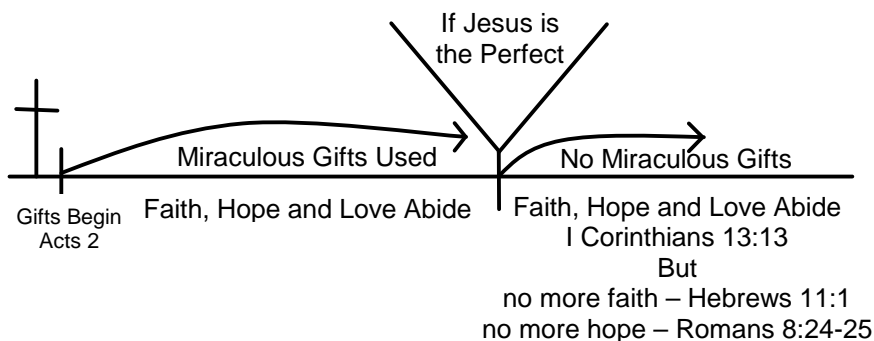 If Jesus is
the Perfect
Miraculous Gifts Used
No Miraculous Gifts
Gifts Begin
Acts 2
Faith, Hope and Love Abide
Faith, Hope and Love Abide
I Corinthians 13:13
But
no more faith – Hebrews 11:1
no more hope – Romans 8:24-25